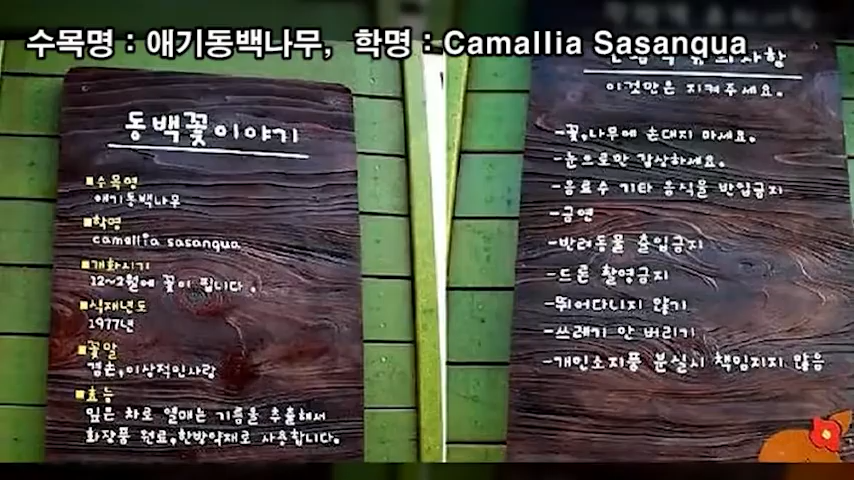 수목명 : 애기동백나무, 학명 : Camallia Sasanqua
동백꽃이야기
■수목명
애기동백나무
■학명
camallia sasanqua
■개화시기
12~2월에 꽃이 핍니다.
■식재년도
1977년
■꽃말
겸손,이상적인사랑
■효능
잎은 차로 열매는 기름을 추출해서
화장품 원료,한방약재로 사용합니다.
이것만은 지켜주세요.
-꽃,나무에 손대지 마세요.
-눈으로만 감상하세요.
-음료수 기타 음식물 반입금지
-금연
-반려동물 출입금지
-드론 촬영금지
-뛰어다니지 않기
-쓰레기 안 버리기
-개인소지품 분실시 책임지지 않음